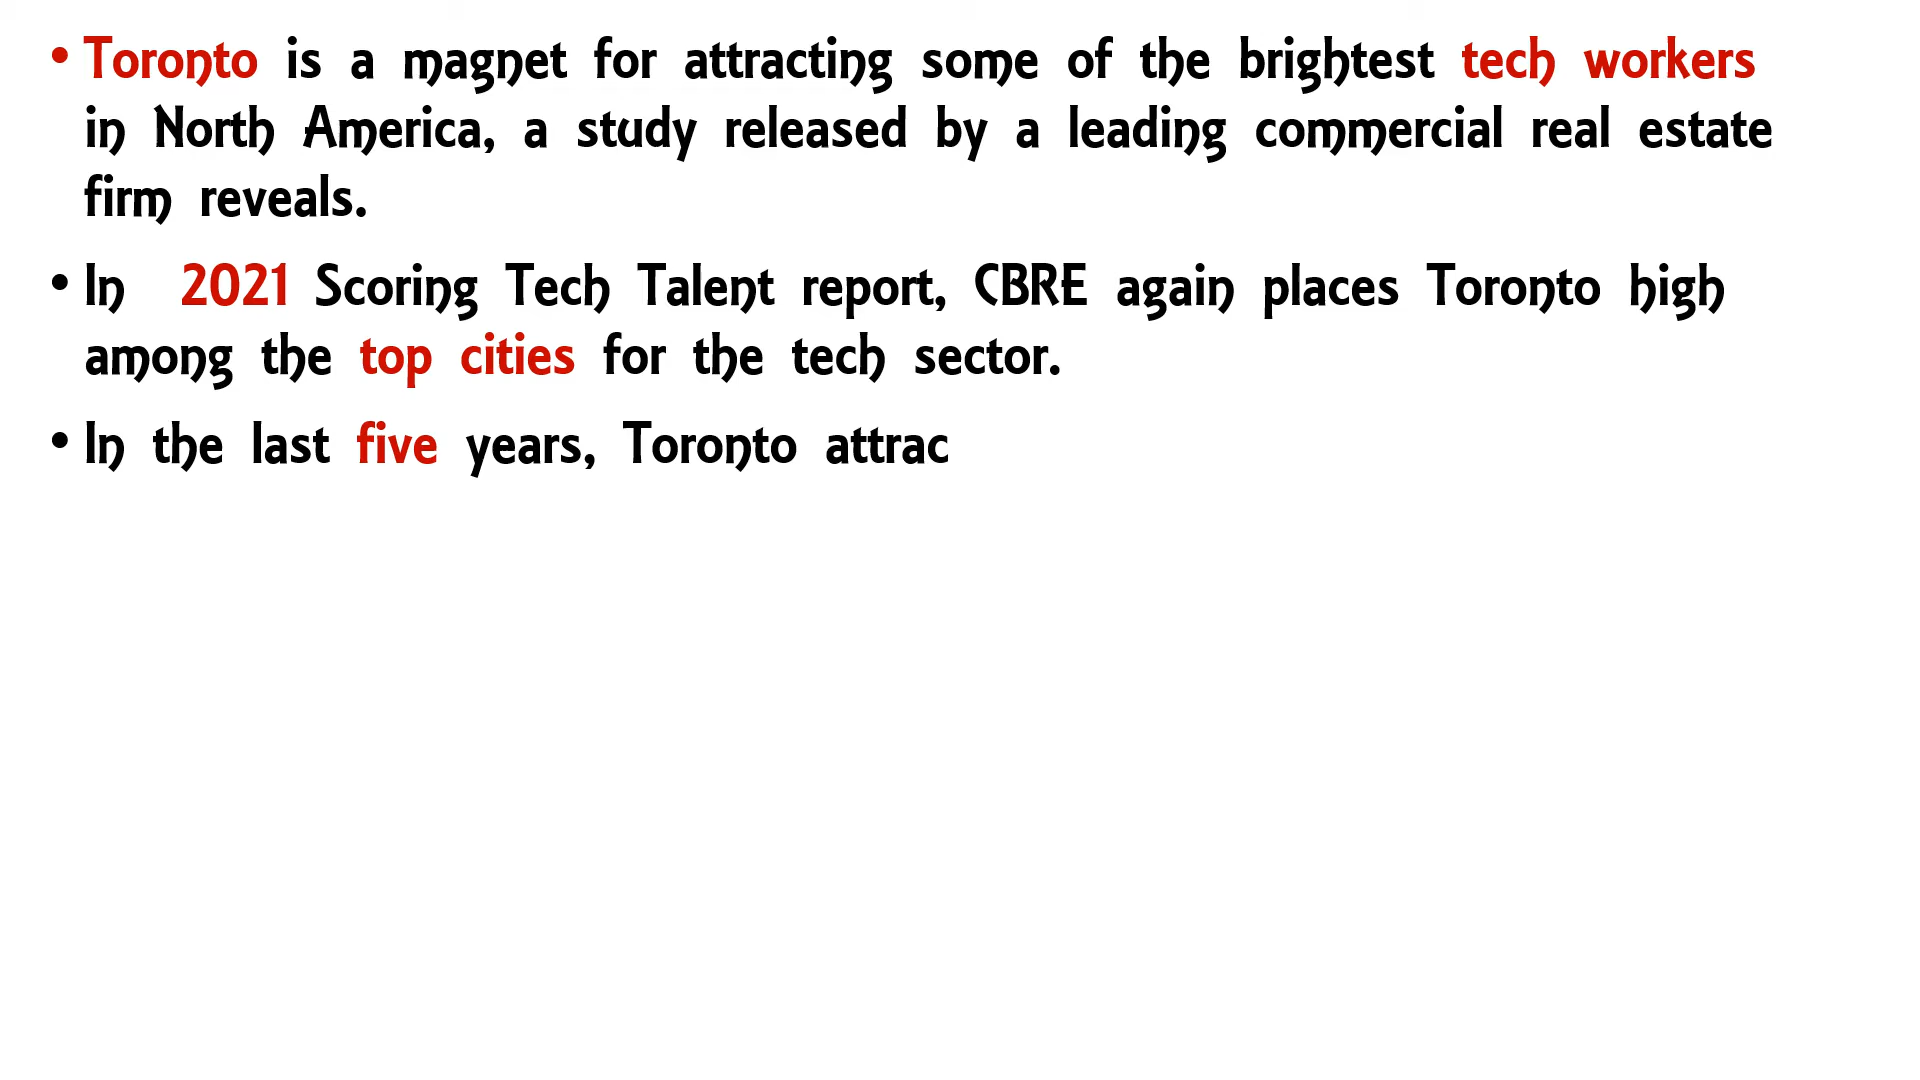 • Toronto is a magnet for attracting some of the brightest tech workers
in North America, a study released by a leading commercial real estate
firm reveals.
• In 2021 Scoring Tech Talent report, CBRE again places Toronto high
among the top cities for the tech sector.
• In the last five years, Toronto attrac